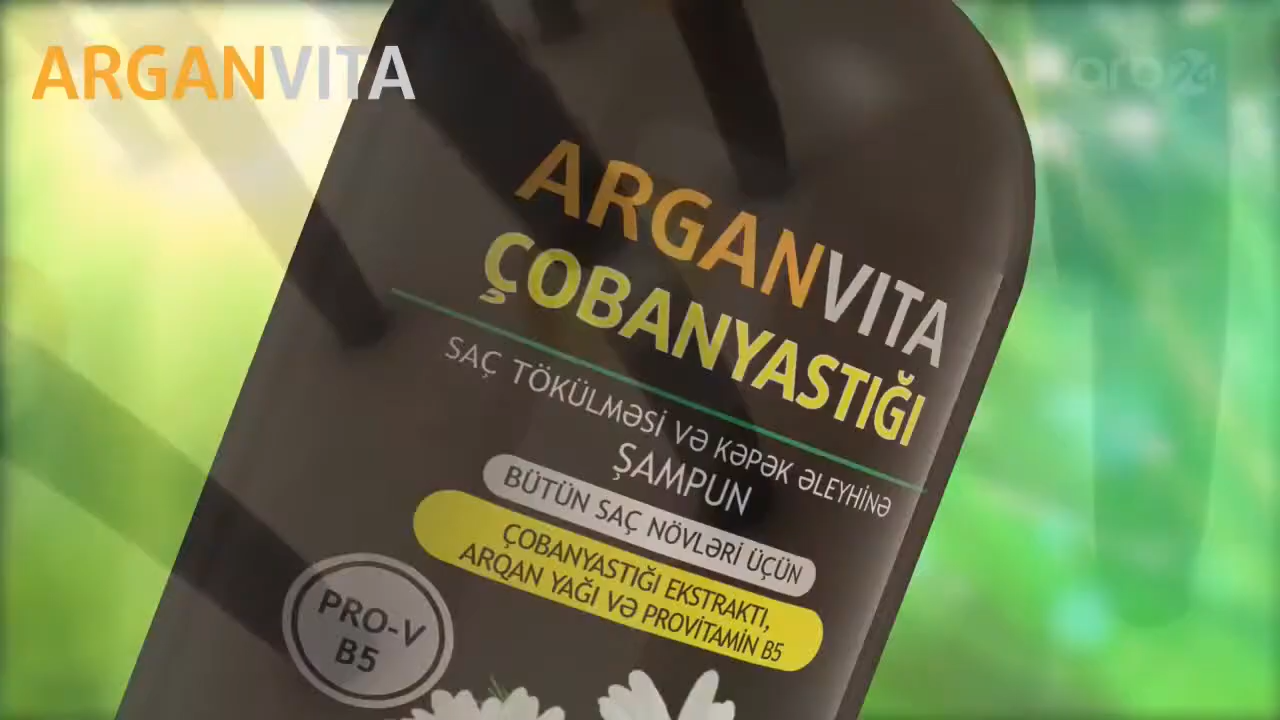 ARGANVITA
arb24
ARGANVITA
ÇOBANYASTIĞI
SAÇ TÖKÜLMƏSİ VƏ KƏPƏK ƏLEYHİNƏ
ŞAMPUN
BÜTÜN SAÇ NÖVLƏRİ ÜÇÜN
ÇOBANYASTIĞI EKSTRAKTI,
ARQAN YAĞI VƏ PROVİTAMİN B5
PRO-V
B5